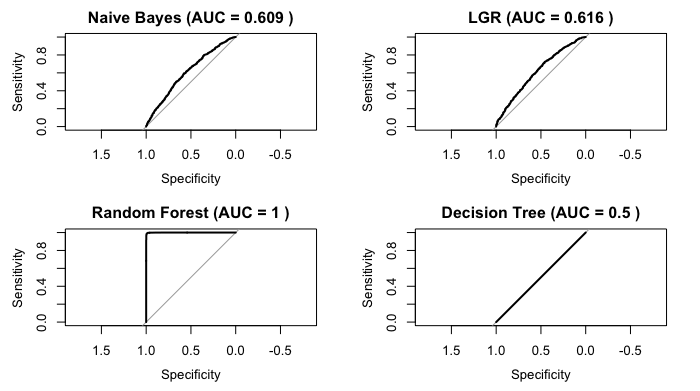 Naive Bayes (AUC = 0.609 )
Sensitivity
0.0 0.4 0.8
1.5 1.0 0.5 0.0 -0.5
Specificity
LGR (AUC = 0.616 )
Sensitivity
0.0 0.4 0.8
1.5 1.0 0.5 0.0 -0.5
Specificity
Random Forest (AUC = 1 )
Sensitivity
0.0 0.4 0.8
1.5 1.0 0.5 0.0 -0.5
Specificity
Decision Tree (AUC = 0.5 )
Sensitivity
0.0 0.4 0.8
1.5 1.0 0.5 0.0 -0.5
Specificity